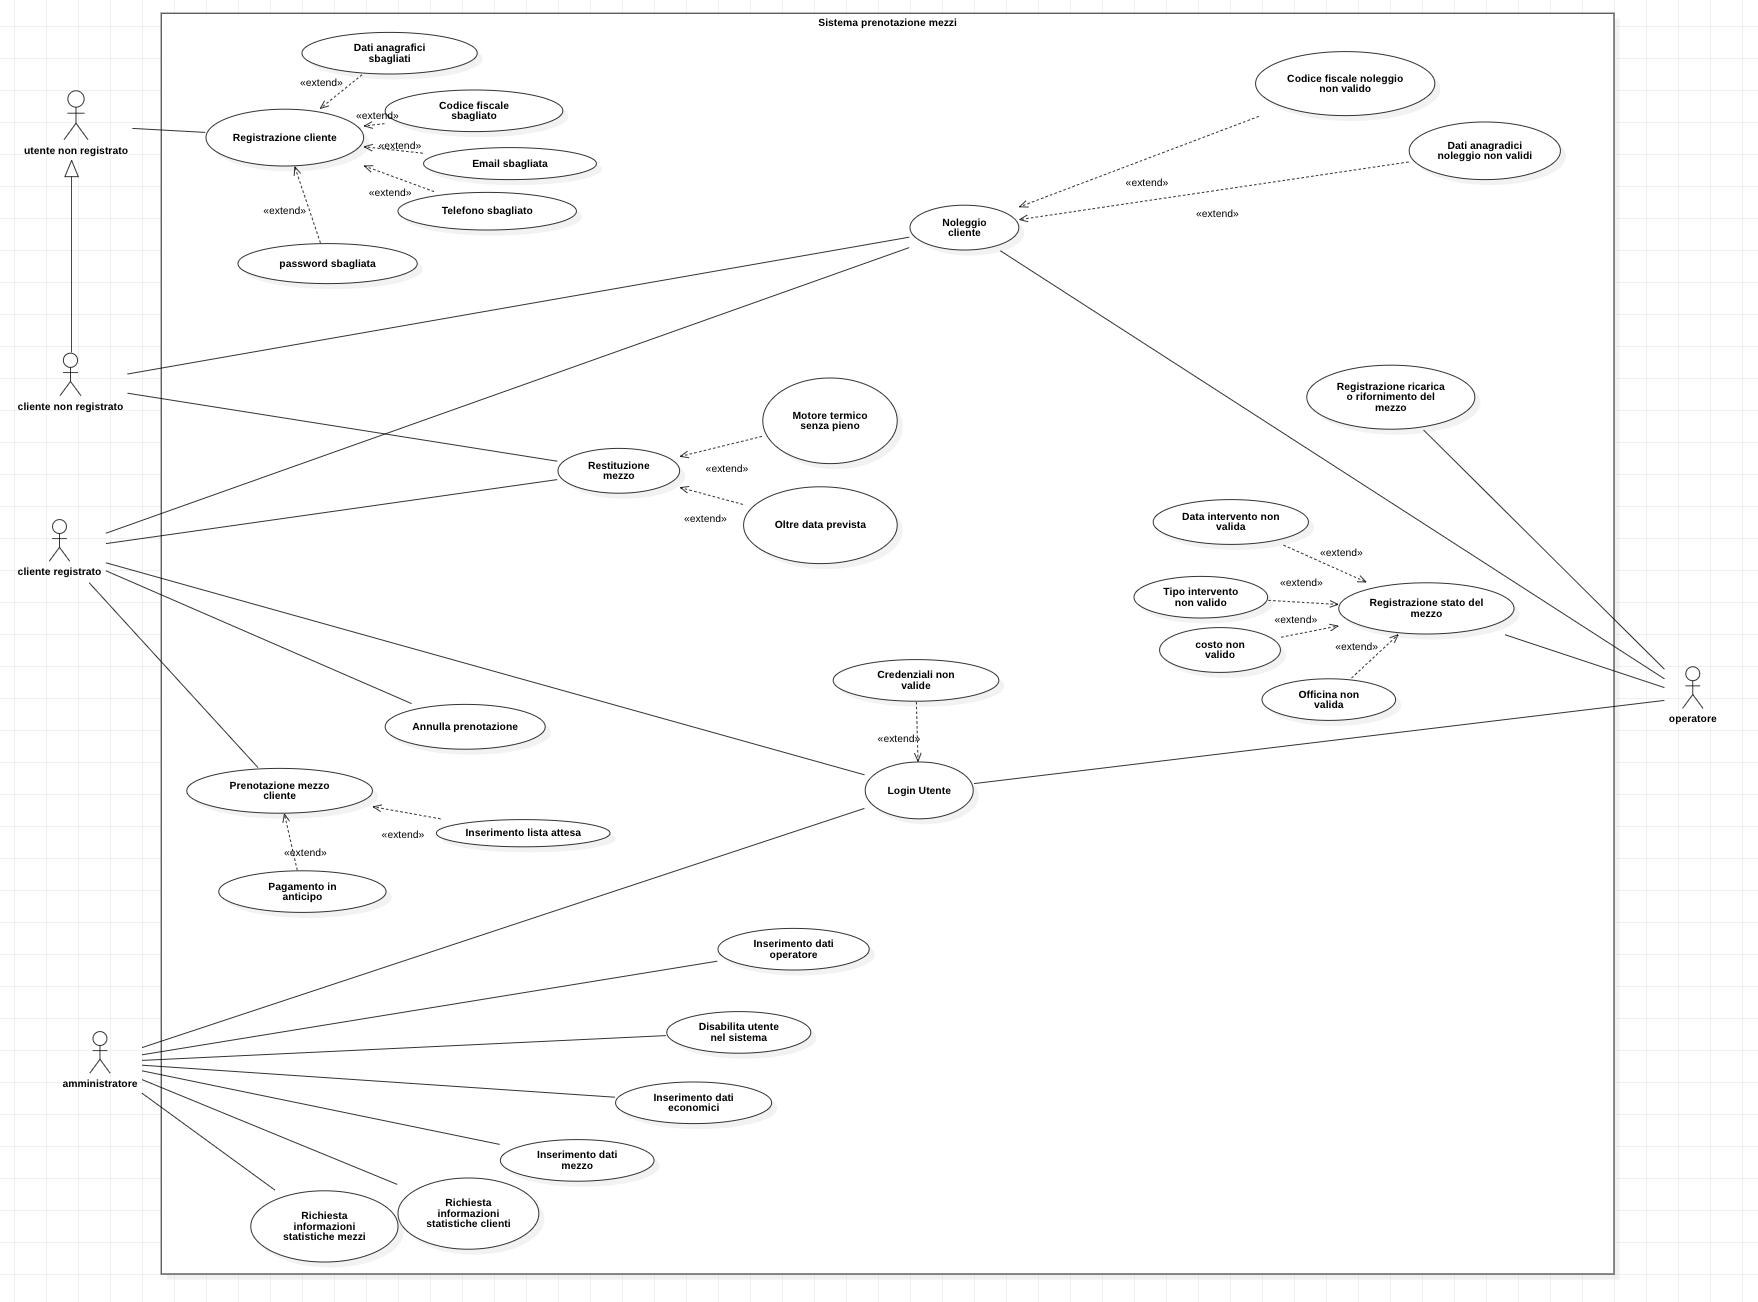 Sistema prenotazione mezzi
Dati anagrafici
sbagliati
«extend»
Codice fiscale
sbagliato
«extend»
utente non registrato
Registrazione cliente
«extend»
Email sbagliata
«extend»
Telefono sbagliato
«extend»
password sbagliata
Codice fiscale noleggio
non valido
Dati anagradici
noleggio non validi
«extend»
«extend»
Noleggio
cliente
cliente non registrato
Motore termico
senza pieno
Restituzione
mezzo
«extend»
«extend»
Oltre data prevista
Registrazione ricarica
o rifornimento del
mezzo
cliente registrato
Data intervento non
valida
«extend»
Tipo intervento
non valido
«extend»
Registrazione stato del
mezzo
«extend»
costo non
valido
«extend»
Officina non
valida
operatore
Credenziali non
valide
«extend»
Login Utente
Annulla prenotazione
Prenotazione mezzo
cliente
«extend»
Inserimento lista attesa
«extend»
Pagamento in
anticipo
Inserimento dati
operatore
Disabilita utente
nel sistema
amministratore
Inserimento dati
economici
Inserimento dati
mezzo
Richiesta
informazioni
statistiche clienti
Richiesta
informazioni
statistiche mezzi